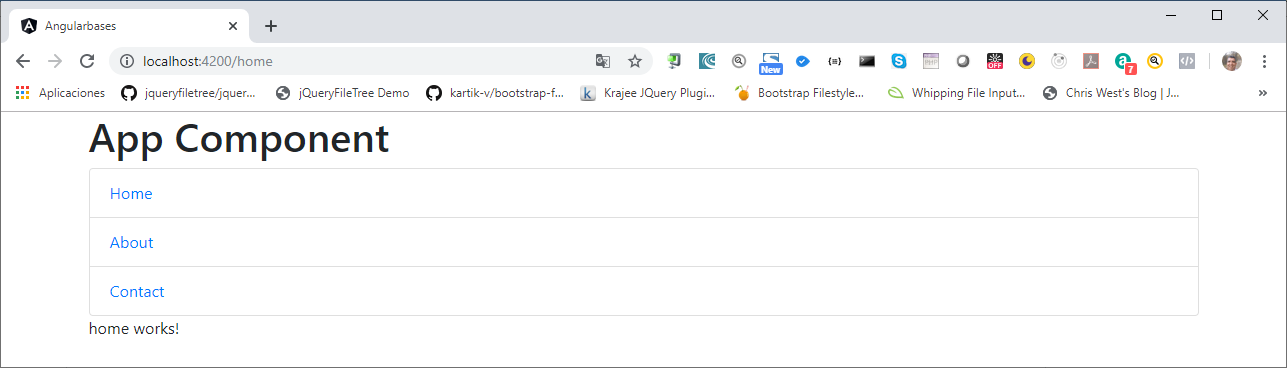 Angularbases
localhost:4200/home
New
{≡}
PHP
OFF
7
Aplicaciones jqueryfiletree/jquer... jQueryFileTree Demo kartik-v/bootstrap-f... K Krajee JQuery Plugi... Bootstrap Filestyle... Whipping File Input... Chris West's Blog | J...
App Component
Home
About
Contact
home works!